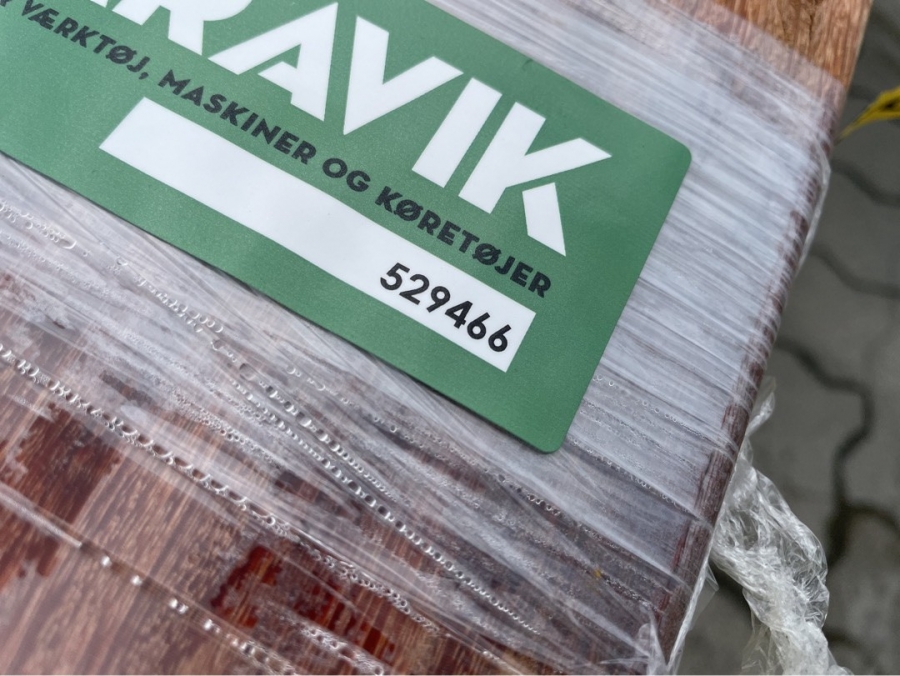 RAVIK
VÆRKTØJ, MASKINER OG KØRETØJER
529466